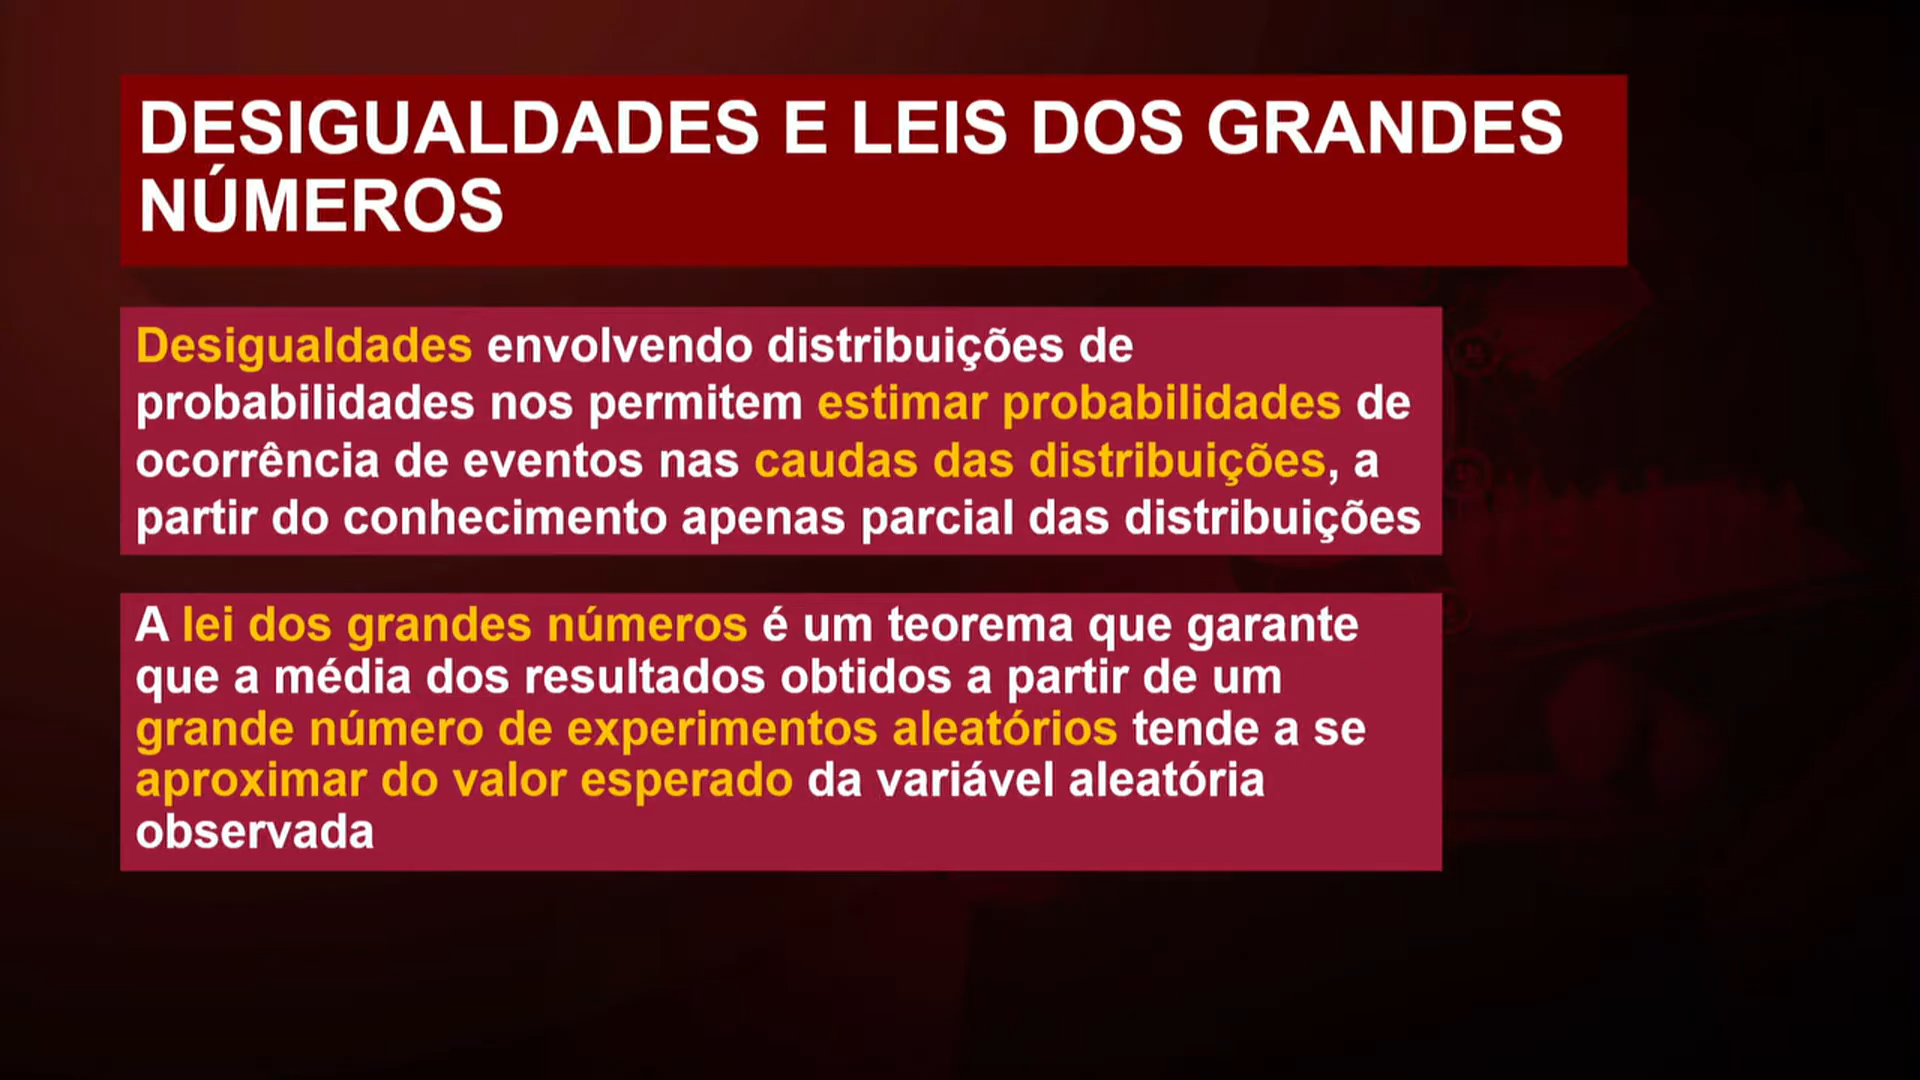 DESIGUALDADES E LEIS DOS GRANDES
NÚMEROS
Desigualdades envolvendo distribuições de
probabilidades nos permitem estimar probabilidades de
ocorrência de eventos nas caudas das distribuições, a
partir do conhecimento apenas parcial das distribuições
A lei dos grandes números é um teorema que garante
que a média dos resultados obtidos a partir de um
grande número de experimentos aleatórios tende a se
aproximar do valor esperado da variável aleatória
observada